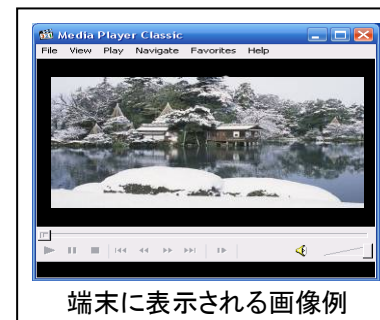 Media Player Classic
File View Play Navigate Favorites Help
端末に表示される画像例